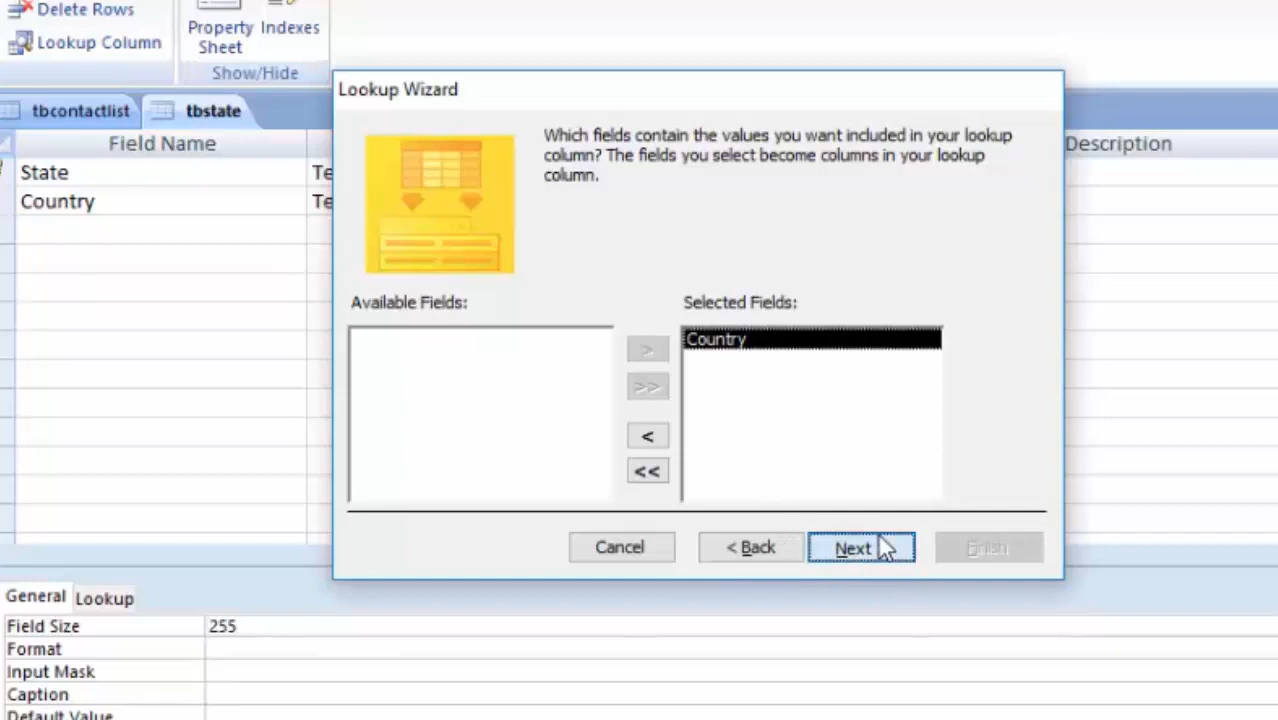 Delete Rows
Lookup Column
Property
Sheet
Indexes
Show/Hide
tbcontactlist
tbstate
Field Name
Description
State
Te
Country
Te
Lookup Wizard
Which fields contain the values you want included in your lookup
column? The fields you select become columns in your lookup
column.
Available Fields:
Selected Fields:
Country
>
>>
<
<<
Cancel
< Back
Next
Finish
General
Lookup
Field Size
255
Format
Input Mask
Caption
Default Value